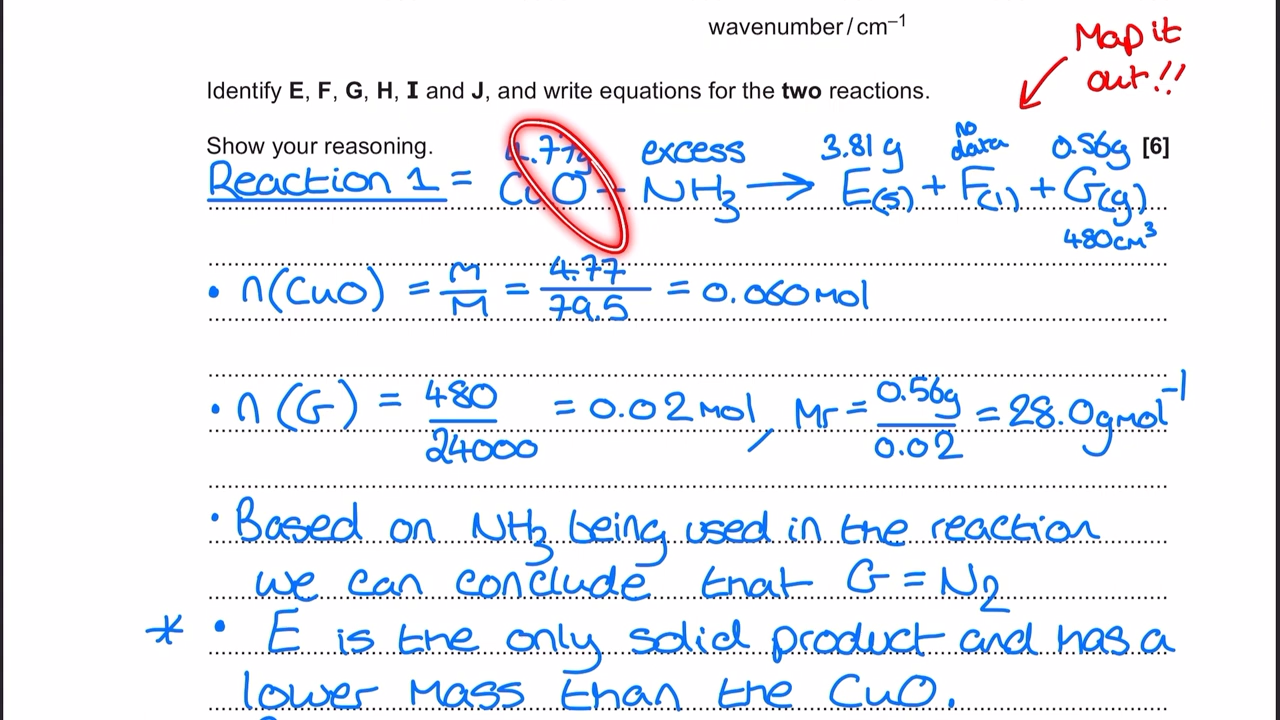 wavenumber / cm⁻¹
Map it
out!!
Identify E, F, G, H, I and J, and write equations for the two reactions.
Show your reasoning. 4.77g excess 3.81 g no data 0.56g [6]
Reaction 1 = CuO + NH₃ → E(s) + F(l) + G(g)
480cm³
• n(CuO) = m/M = 4.77/79.5 = 0.060mol
• n(G) = 480/24000 = 0.02mol, Mr = 0.56g/0.02 = 28.0gmol⁻¹
• Based on NH₃ being used in the reaction
we can conclude that G = N₂
* • E is the only solid product and has a
lower mass than the CuO.